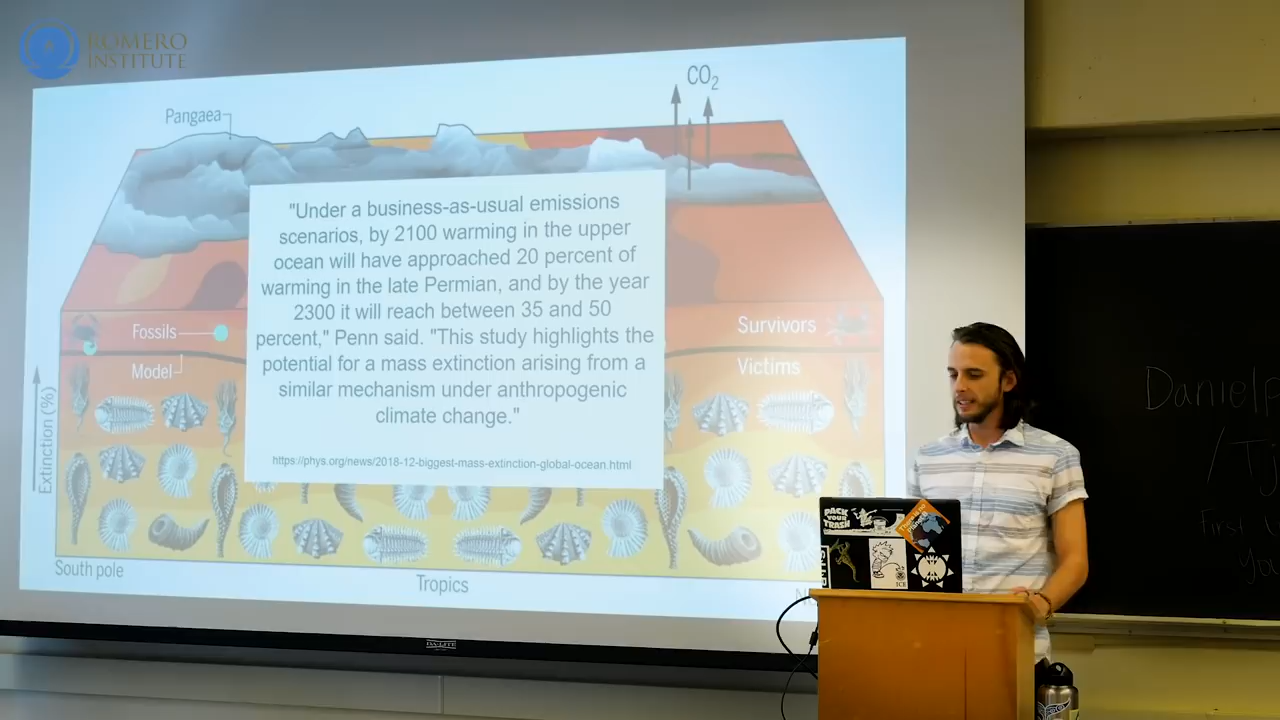 ROMERO
INSTITUTE
Pangaea
CO2
"Under a business-as-usual emissions
scenarios, by 2100 warming in the upper
ocean will have approached 20 percent of
warming in the late Permian, and by the year
2300 it will reach between 35 and 50
percent," Penn said. "This study highlights the
potential for a mass extinction arising from a
similar mechanism under anthropogenic
climate change."
https://phys.org/news/2018-12-biggest-mass-extinction-global-ocean.html
Fossils
Model
Survivors
Victims
Extinction (%)
South pole
Tropics
DA-LITE
PACK
YOUR
TRASH
TCB
First